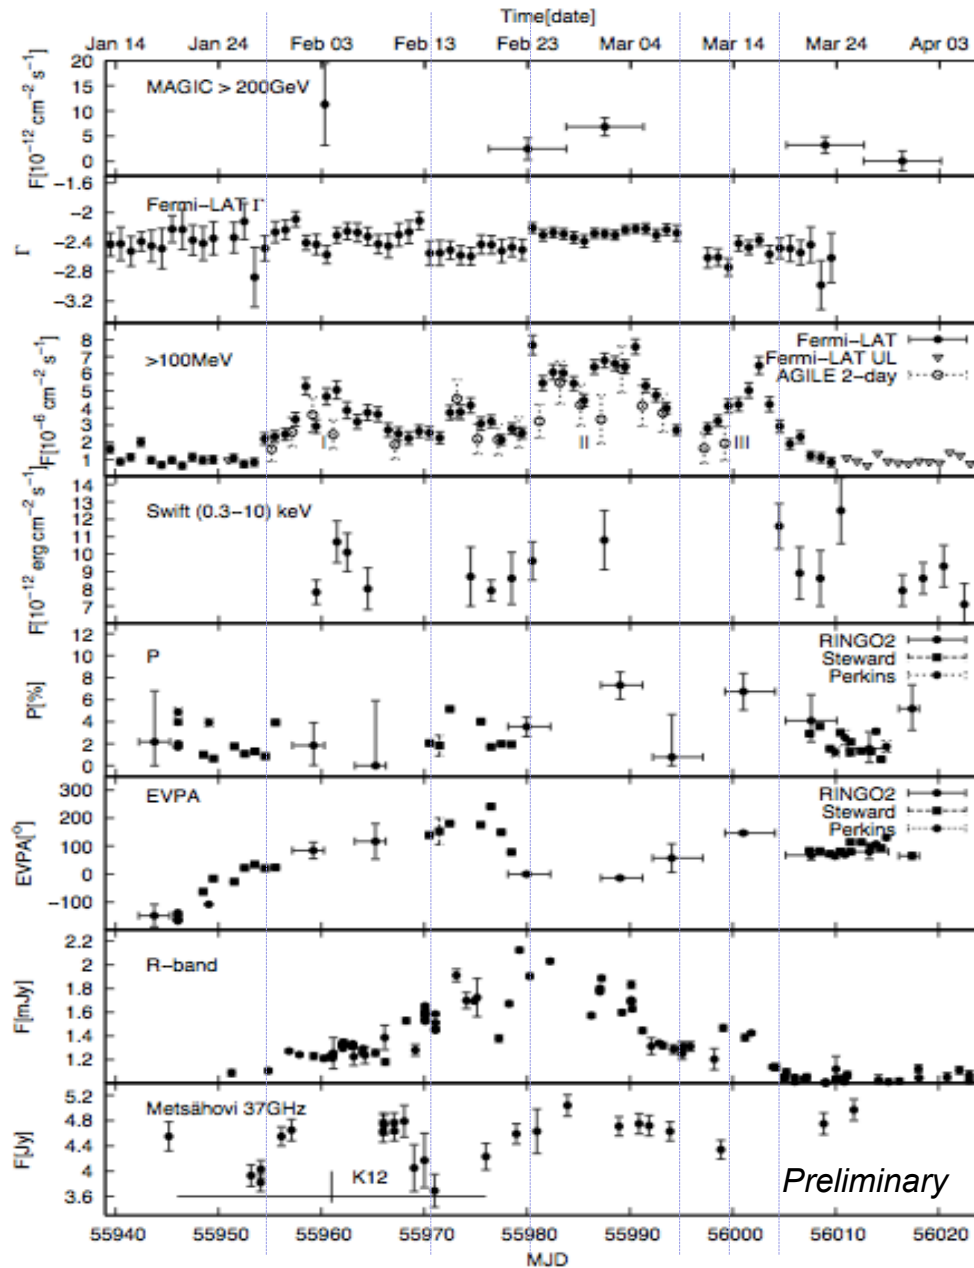 Time[date]
Jan 14 Jan 24 Feb 03 Feb 13 Feb 23 Mar 04 Mar 14 Mar 24 Apr 03
F[10⁻¹² cm⁻² s⁻¹]
20
15
10
5
0
MAGIC > 200GeV
Γ
−1.6
−2
−2.4
−2.8
−3.2
Fermi−LAT Γ
F[10⁻⁶ cm⁻² s⁻¹]
8
7
6
5
4
3
2
1
>100MeV
Fermi−LAT
Fermi−LAT UL
AGILE 2−day
I
II
III
F[10⁻¹² erg cm⁻² s⁻¹]
14
13
12
11
10
9
8
7
Swift (0.3−10) keV
P[%]
12
10
8
6
4
2
0
P
RINGO2
Steward
Perkins
EVPA[°]
300
200
100
0
−100
EVPA
RINGO2
Steward
Perkins
F[mJy]
2.2
2
1.8
1.6
1.4
1.2
R−band
F[Jy]
5.2
4.8
4.4
4
3.6
Metsähovi 37GHz
K12
Preliminary
55940 55950 55960 55970 55980 55990 56000 56010 56020
MJD